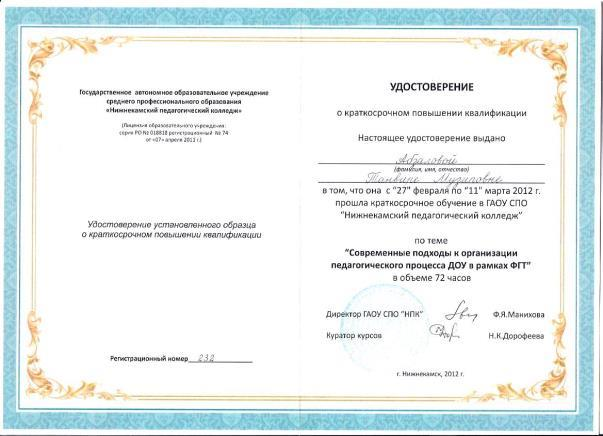 Государственное автономное образовательное учреждение
среднего профессионального образования
«Нижнекамский педагогический колледж»
(Лицензия образовательного учреждения:
серия РО № 018818 регистрационный № 74
от «07» апреля 2011 г.)
Удостоверение установленного образца
о краткосрочном повышении квалификации
Регистрационный номер 232
УДОСТОВЕРЕНИЕ
о краткосрочном повышении квалификации
Настоящее удостоверение выдано
Абзаловой
(фамилия, имя, отчество)
Танзиле Музиповне
в том, что она с "27" февраля по "11" марта 2012 г.
прошла краткосрочное обучение в ГАОУ СПО
"Нижнекамский педагогический колледж"
по теме
"Современные подходы к организации
педагогического процесса ДОУ в рамках ФГТ"
в объеме 72 часов
Директор ГАОУ СПО "НПК" Ф.Я.Манихова
Куратор курсов Н.К.Дорофеева
г. Нижнекамск, 2012 г.